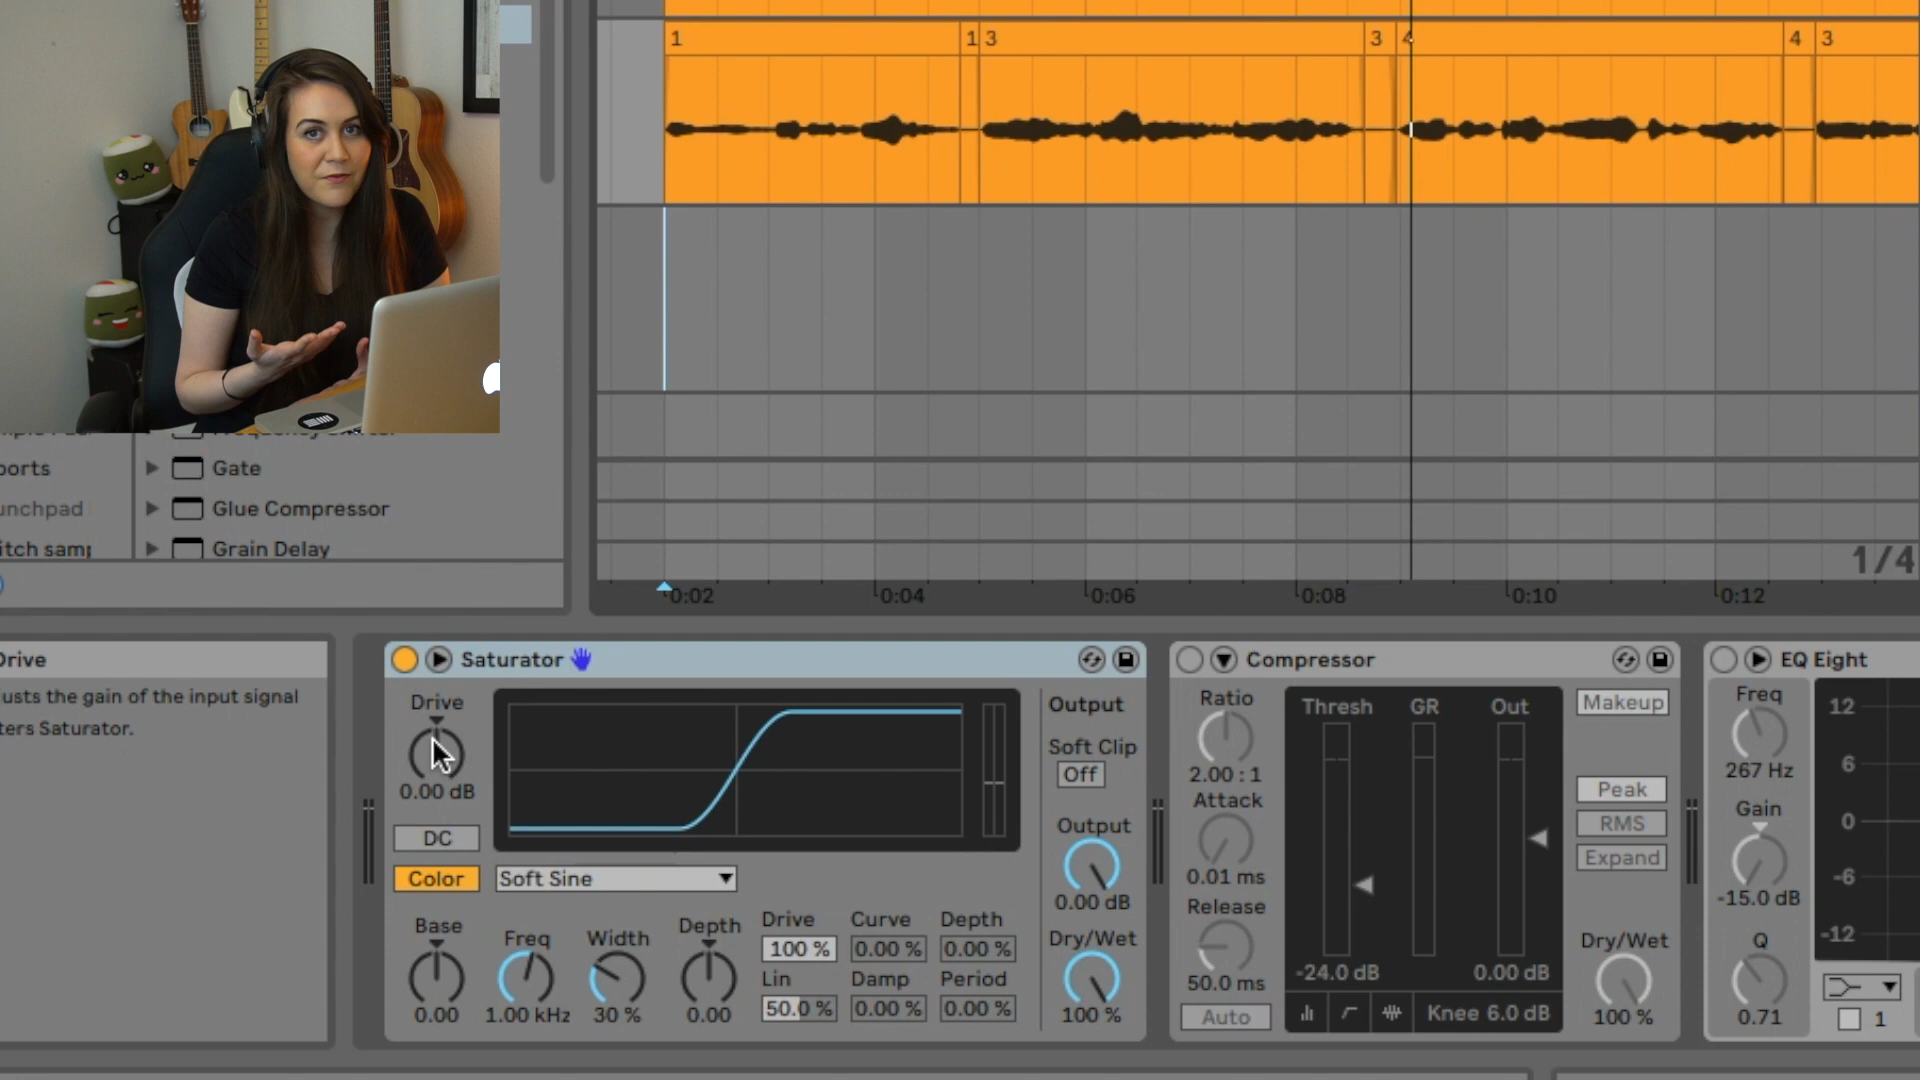 1
1
3
3
4
4
3
ports
Gate
Glue Compressor
Grain Delay
1/4
0:02
0:04
0:06
0:08
0:10
0:12
Drive
Saturator
Drive
0.00 dB
DC
Color
Soft Sine
Base
0.00
Freq
1.00 kHz
Width
30 %
Depth
0.00
Drive
Curve
Depth
100 %
0.00 %
0.00 %
Lin
Damp
Period
50.0 %
0.00 %
0.00 %
Output
Soft Clip
Off
Output
0.00 dB
Dry/Wet
100 %
Compressor
Ratio
2.00 : 1
Attack
0.01 ms
Release
50.0 ms
Auto
Thresh
GR
Out
-24.0 dB
0.00 dB
Knee 6.0 dB
Makeup
Peak
RMS
Expand
Dry/Wet
100 %
EQ Eight
Freq
267 Hz
Gain
-15.0 dB
Q
0.71
12
6
0
-6
-12
1
usts the gain of the input signal
ters Saturator.
unchpad
itch samp